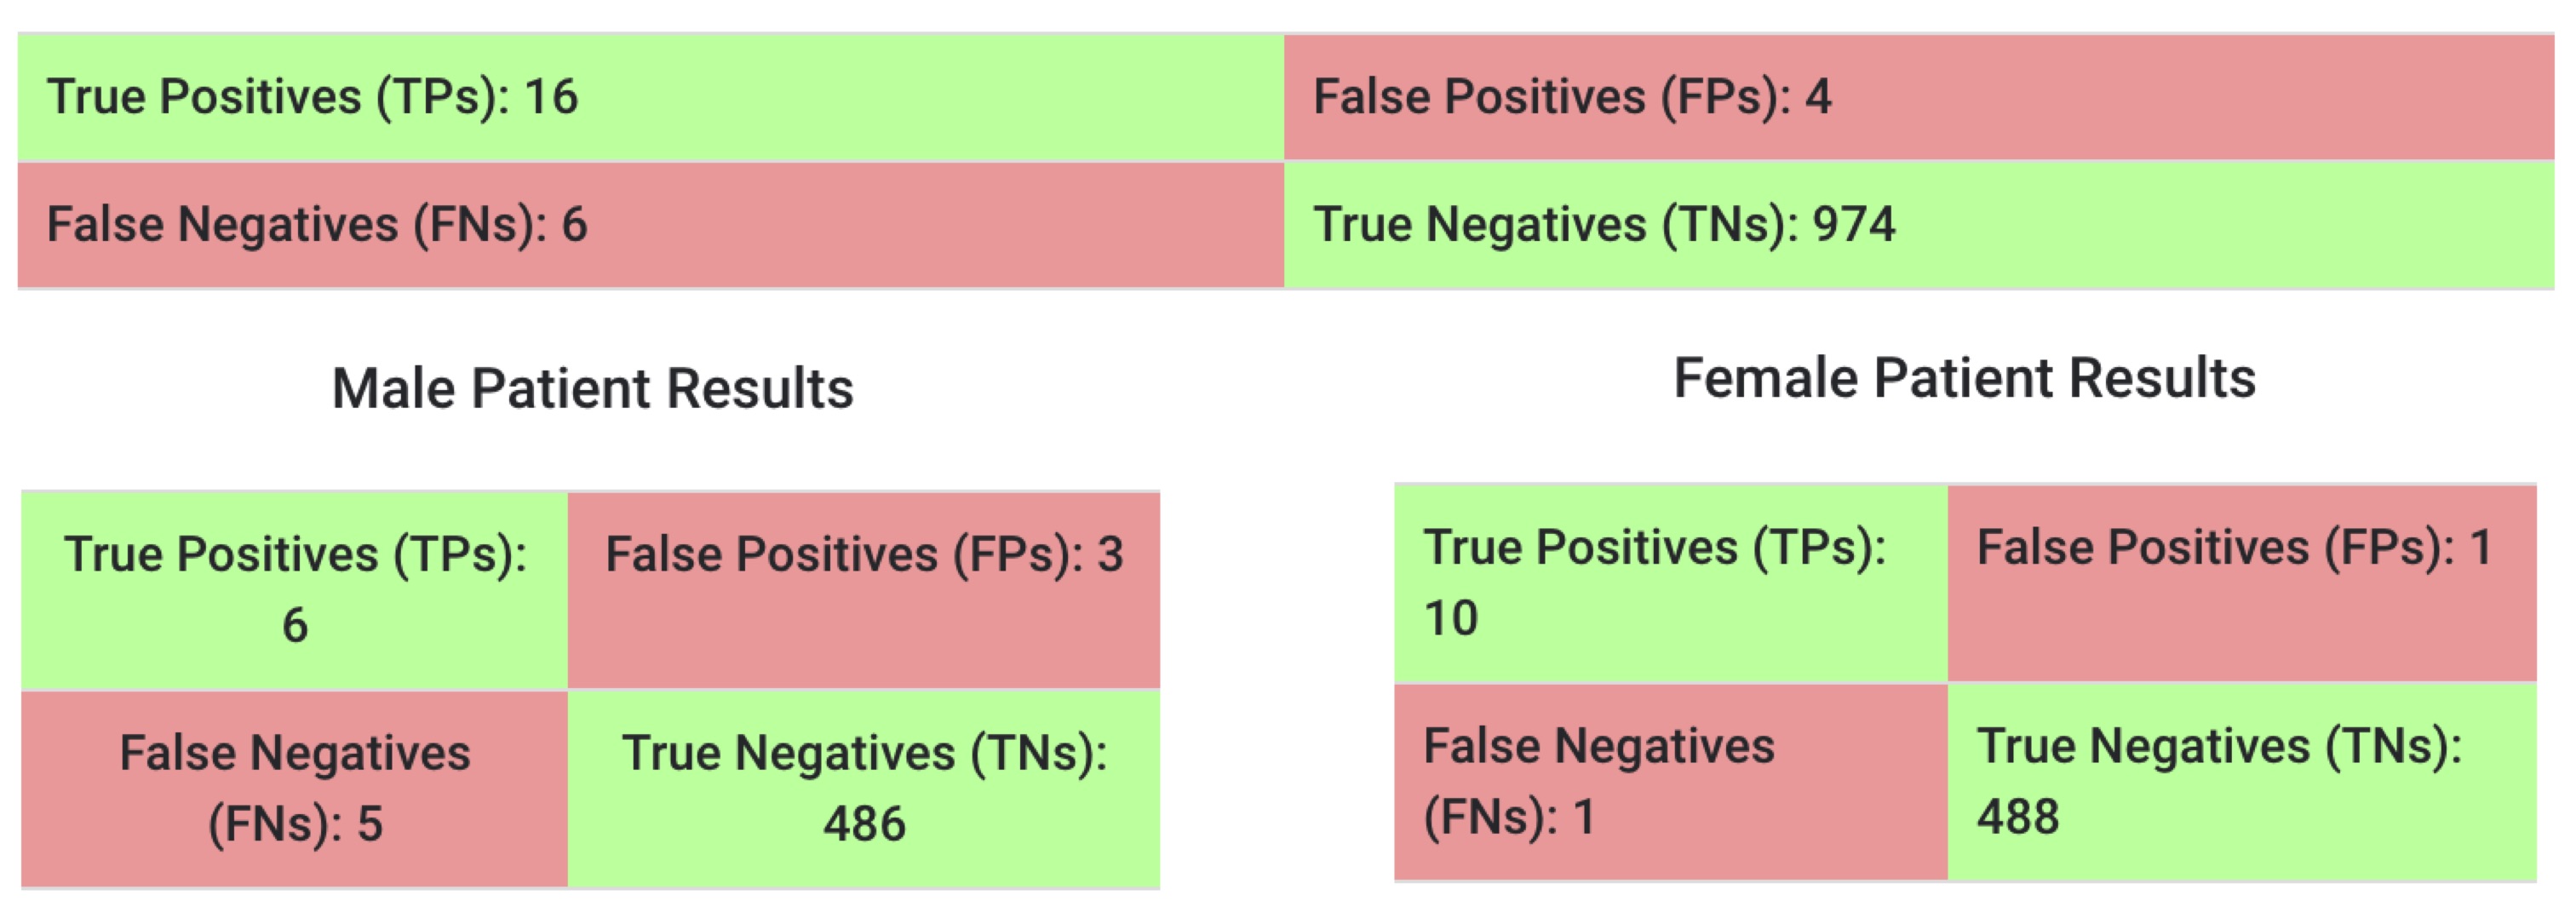 True Positives (TPs): 16
False Positives (FPs): 4
False Negatives (FNs): 6
True Negatives (TNs): 974
Male Patient Results
True Positives (TPs):
6
False Positives (FPs): 3
False Negatives
(FNs): 5
True Negatives (TNs):
486
Female Patient Results
True Positives (TPs):
10
False Positives (FPs): 1
False Negatives
(FNs): 1
True Negatives (TNs):
488